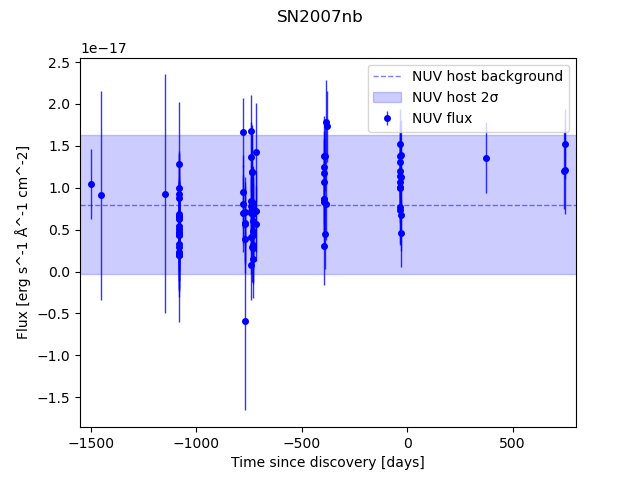 SN2007nb
1e−17
NUV host background
NUV host 2σ
NUV flux
2.5
2.0
1.5
1.0
0.5
0.0
−0.5
−1.0
−1.5
Flux [erg s^-1 Å^-1 cm^-2]
−1500 −1000 −500 0 500
Time since discovery [days]